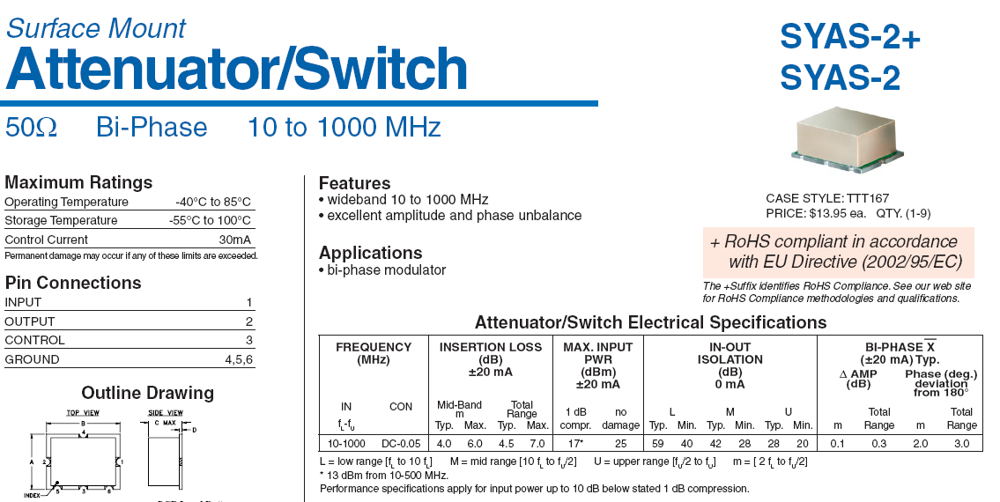 Surface Mount
Attenuator/Switch
50Ω Bi-Phase 10 to 1000 MHz
SYAS-2+
SYAS-2
CASE STYLE: TTT167
PRICE: $13.95 ea. QTY. (1-9)
+ RoHS compliant in accordance
with EU Directive (2002/95/EC)
The +Suffix identifies RoHS Compliance. See our web site
for RoHS Compliance methodologies and qualifications.
Maximum Ratings
Operating Temperature -40°C to 85°C
Storage Temperature -55°C to 100°C
Control Current 30mA
Permanent damage may occur if any of these limits are exceeded.
Pin Connections
INPUT 1
OUTPUT 2
CONTROL 3
GROUND 4,5,6
Outline Drawing
TOP VIEW SIDE VIEW
B C MAX D
4
A 2 1
5 3 6
INDEX
Features
• wideband 10 to 1000 MHz
• excellent amplitude and phase unbalance
Applications
• bi-phase modulator
Attenuator/Switch Electrical Specifications
FREQUENCY INSERTION LOSS MAX. INPUT IN-OUT BI-PHASE X̅
(MHz) (dB) PWR ISOLATION (±20 mA) Typ.
±20 mA (dBm) (dB) Δ AMP Phase (deg.)
±20 mA 0 mA (dB) deviation
from 180°
IN CON Mid-Band Total 1 dB no L M U Total Total
m Range
fL-fU Typ. Max. Typ. Max. compr. damage Typ. Min. Typ. Min. Typ. Min. m Range m Range
10-1000 DC-0.05 4.0 6.0 4.5 7.0 17* 25 59 40 42 28 28 20 0.1 0.3 2.0 3.0
L = low range [fL to 10 fL] M = mid range [10 fL to fU/2] U = upper range [fU/2 to fU] m = [ 2 fL to fU/2]
* 13 dBm from 10-500 MHz.
Performance specifications apply for input power up to 10 dB below stated 1 dB compression.